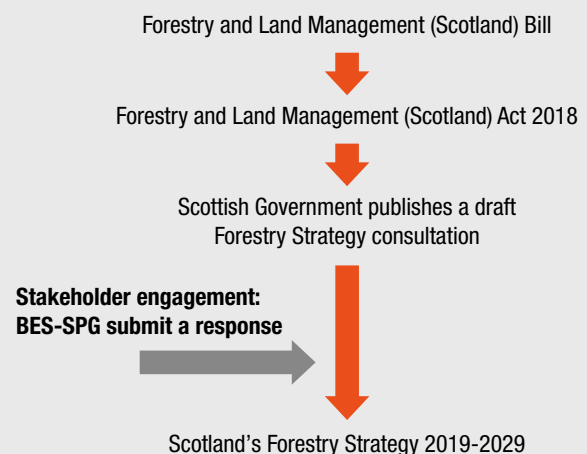 Forestry and Land Management (Scotland) Bill
Forestry and Land Management (Scotland) Act 2018
Scottish Government publishes a draft
Forestry Strategy consultation
Stakeholder engagement:
BES-SPG submit a response
Scotland’s Forestry Strategy 2019-2029